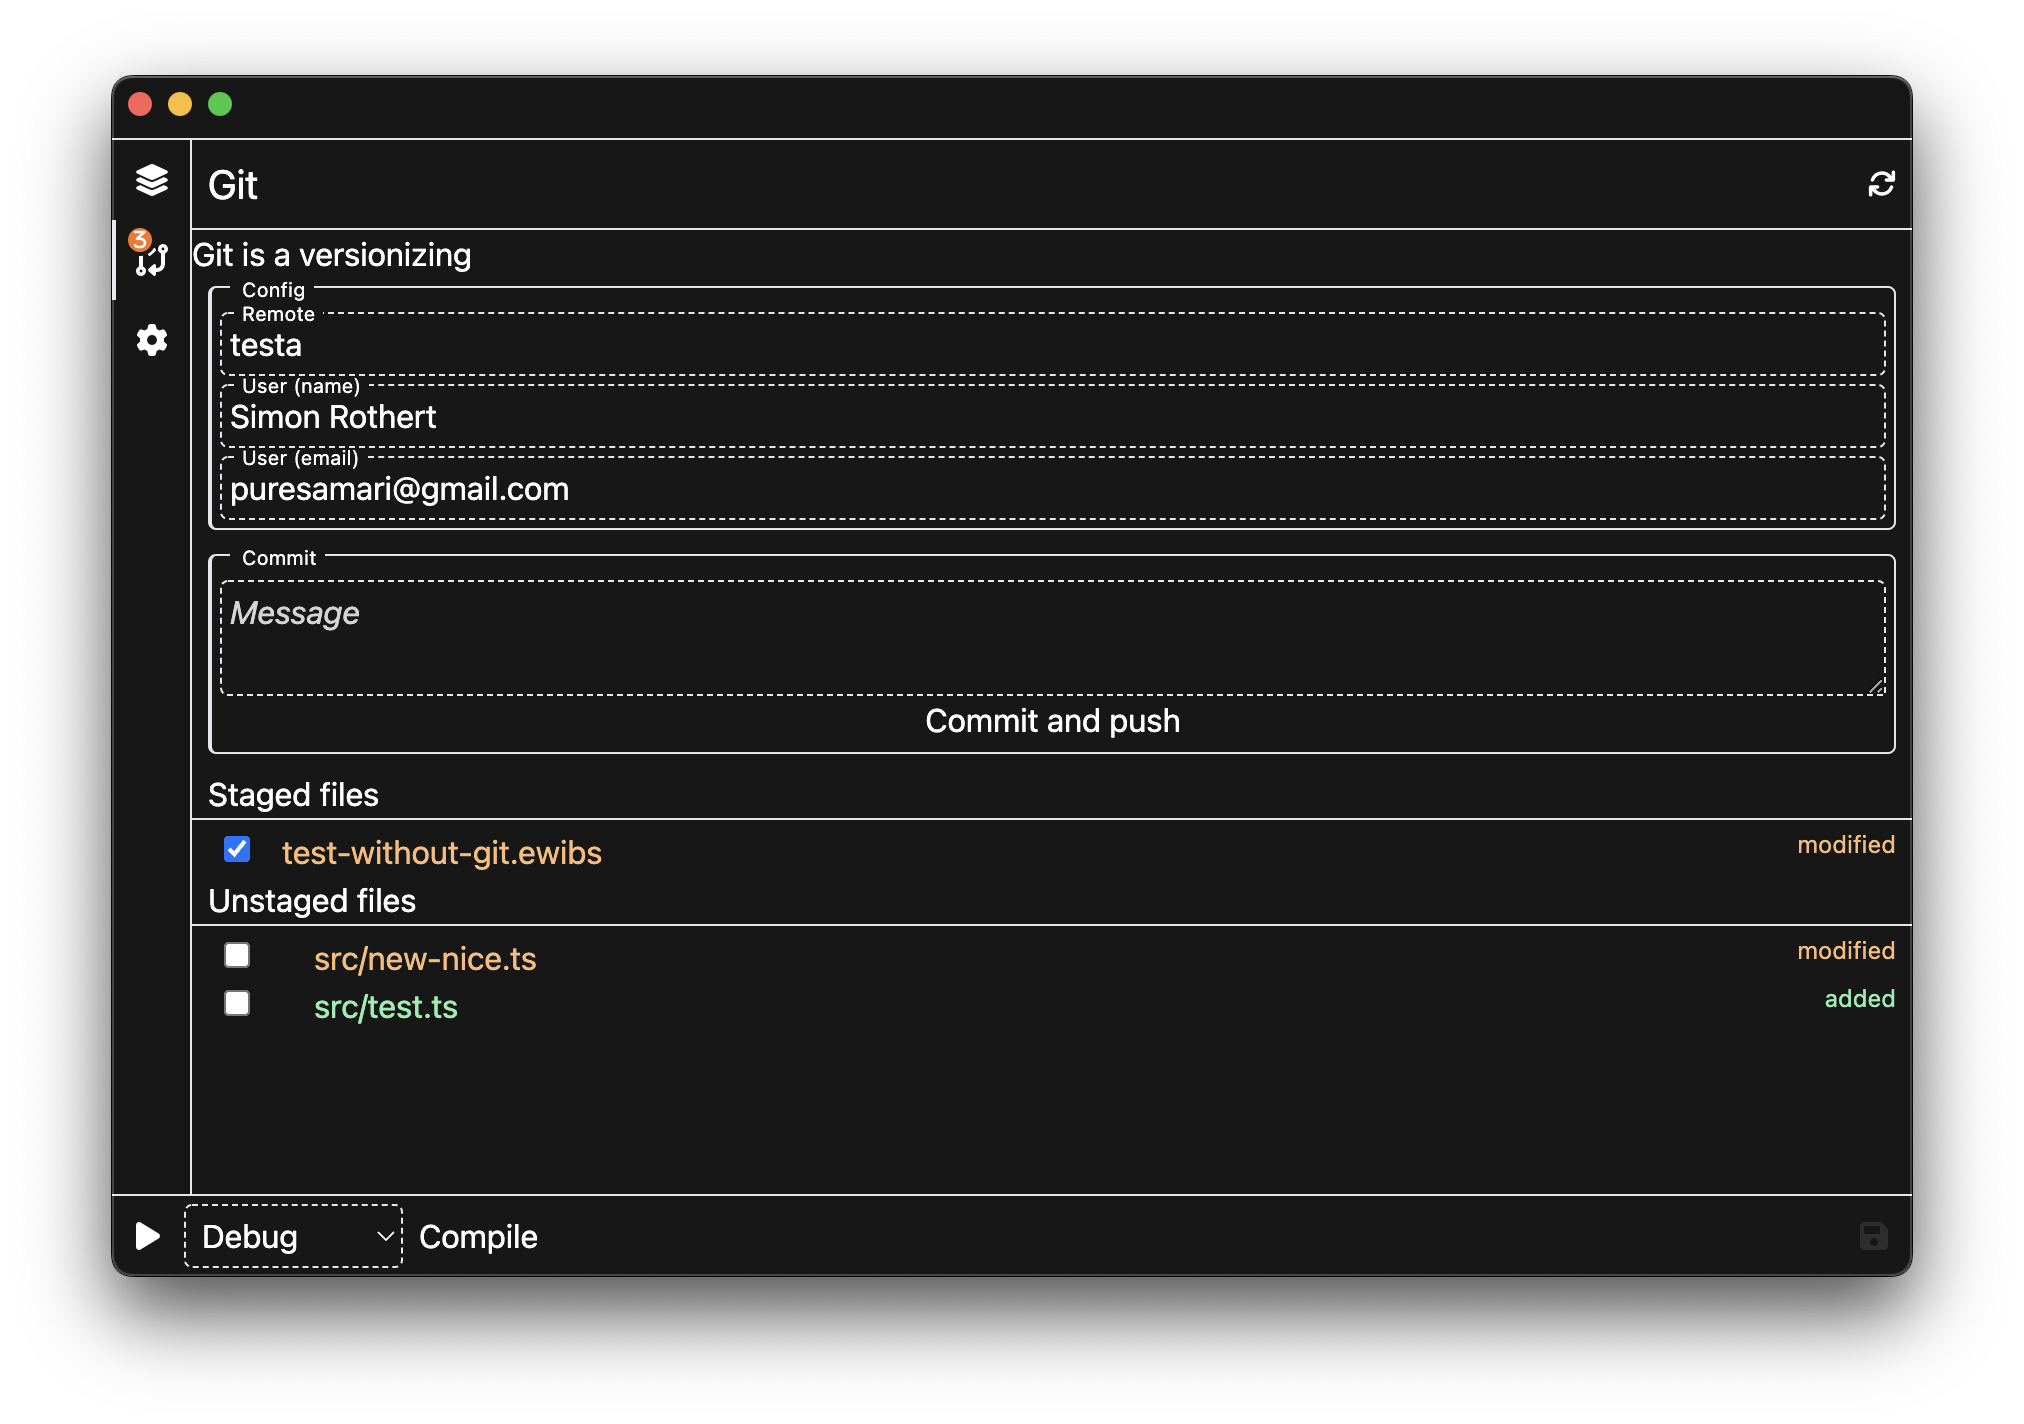 Git
3
Git is a versionizing
Config
Remote
testa
User (name)
Simon Rothert
User (email)
puresamari@gmail.com
Commit
Message
Commit and push
Staged files
test-without-git.ewibs modified
Unstaged files
src/new-nice.ts modified
src/test.ts added
Debug Compile